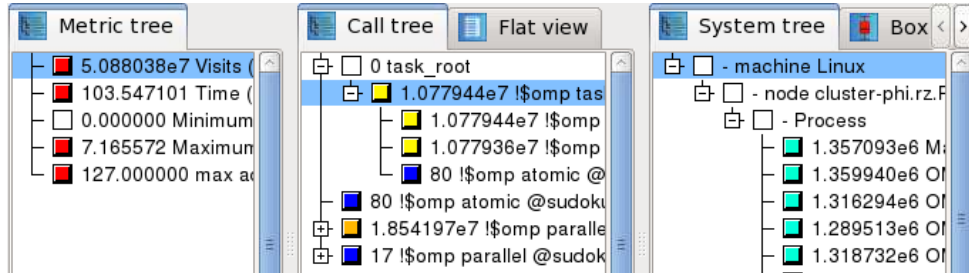 Metric tree
5.088038e7 Visits (
103.547101 Time (
0.000000 Minimum
7.165572 Maximum
127.000000 max
Call tree
Flat view
0 task_root
1.077944e7 !$omp tas
1.077944e7 !$omp
1.077936e7 !$omp
80 !$omp atomic @
80 !$omp atomic @sudoku
1.854197e7 !$omp paralle
17 !$omp parallel @sudok
System tree
Box
- machine Linux
- node cluster-phi.rz.
- Process
1.357093e6
1.359940e6
1.316294e6
1.289513e6
1.318732e6